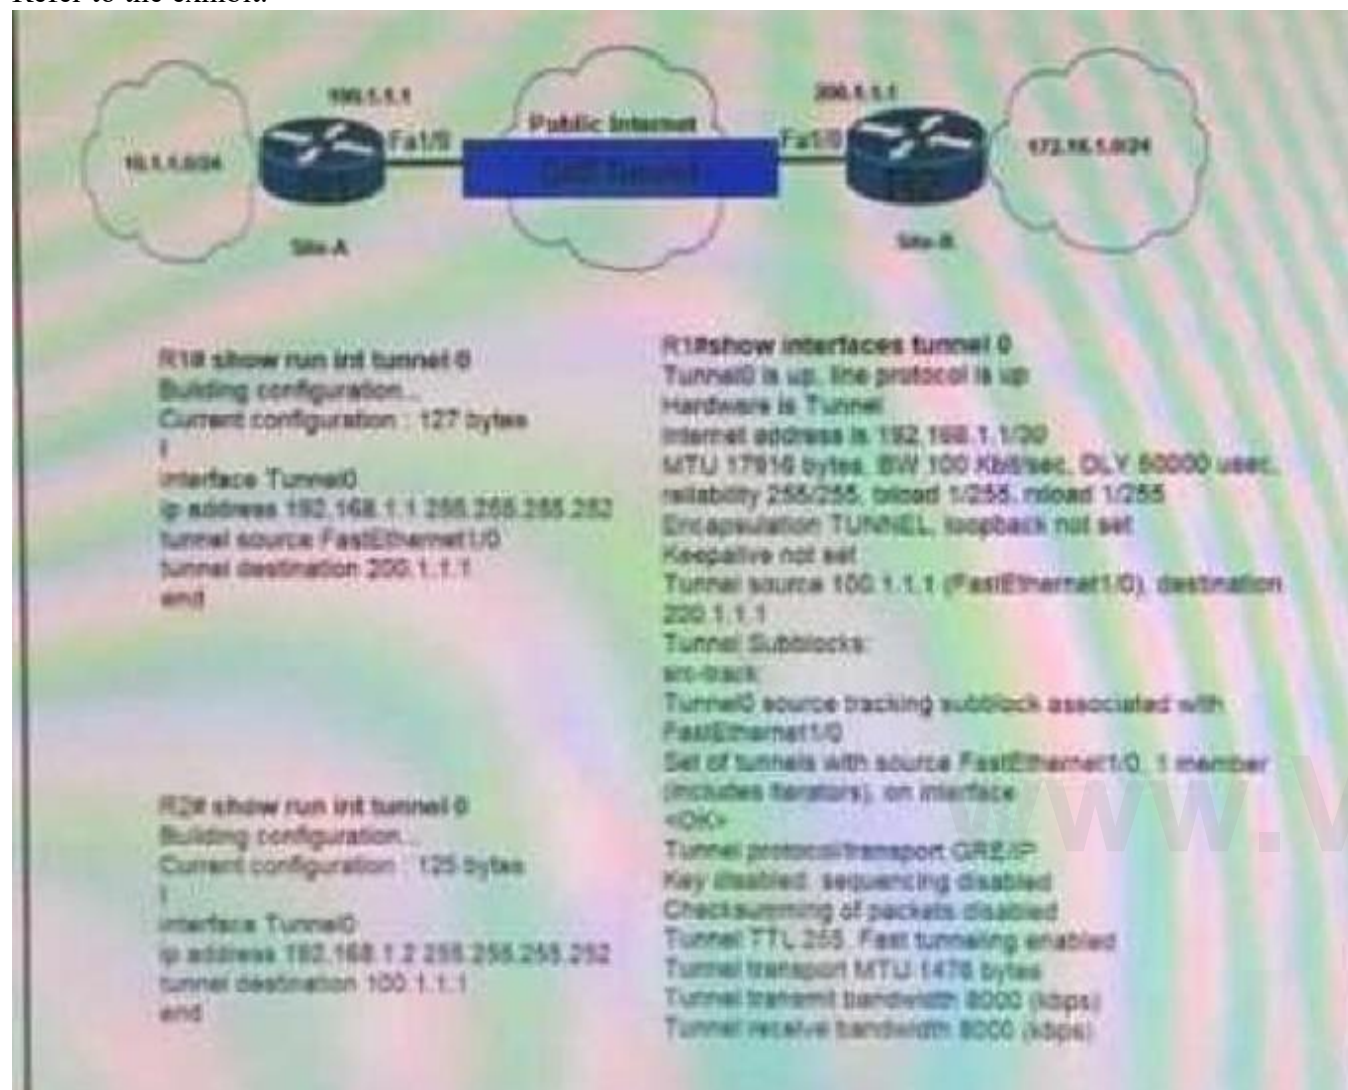 Refer to the exhibit.
100.1.1.1
200.1.1.1
Public Internet
Fa1/0
Fa1/0
10.1.1.0/24
172.16.1.0/24
GRE Tunnel
Site-A
Site-B
R1# show run int tunnel 0
Building configuration...
Current configuration : 127 bytes
!
interface Tunnel0
ip address 192.168.1.1 255.255.255.252
tunnel source FastEthernet1/0
tunnel destination 200.1.1.1
end
R2# show run int tunnel 0
Building configuration...
Current configuration : 125 bytes
!
interface Tunnel0
ip address 192.168.1.2 255.255.255.252
tunnel destination 100.1.1.1
end
R1#show interfaces tunnel 0
Tunnel0 is up, line protocol is up
Hardware is Tunnel
Internet address is 192.168.1.1/30
MTU 17916 bytes, BW 100 Kbit/sec, DLY 50000 usec,
reliability 255/255, txload 1/255, rxload 1/255
Encapsulation TUNNEL, loopback not set
Keepalive not set
Tunnel source 100.1.1.1 (FastEthernet1/0), destination
200.1.1.1
Tunnel Subblocks:
src-track:
Tunnel0 source tracking subblock associated with
FastEthernet1/0
Set of tunnels with source FastEthernet1/0, 1 member
(includes iterators), on interface
<OK>
Tunnel protocol/transport GRE/IP
Key disabled, sequencing disabled
Checksumming of packets disabled
Tunnel TTL 255, Fast tunneling enabled
Tunnel transport MTU 1476 bytes
Tunnel transmit bandwidth 8000 (kbps)
Tunnel receive bandwidth 8000 (kbps)
www.v